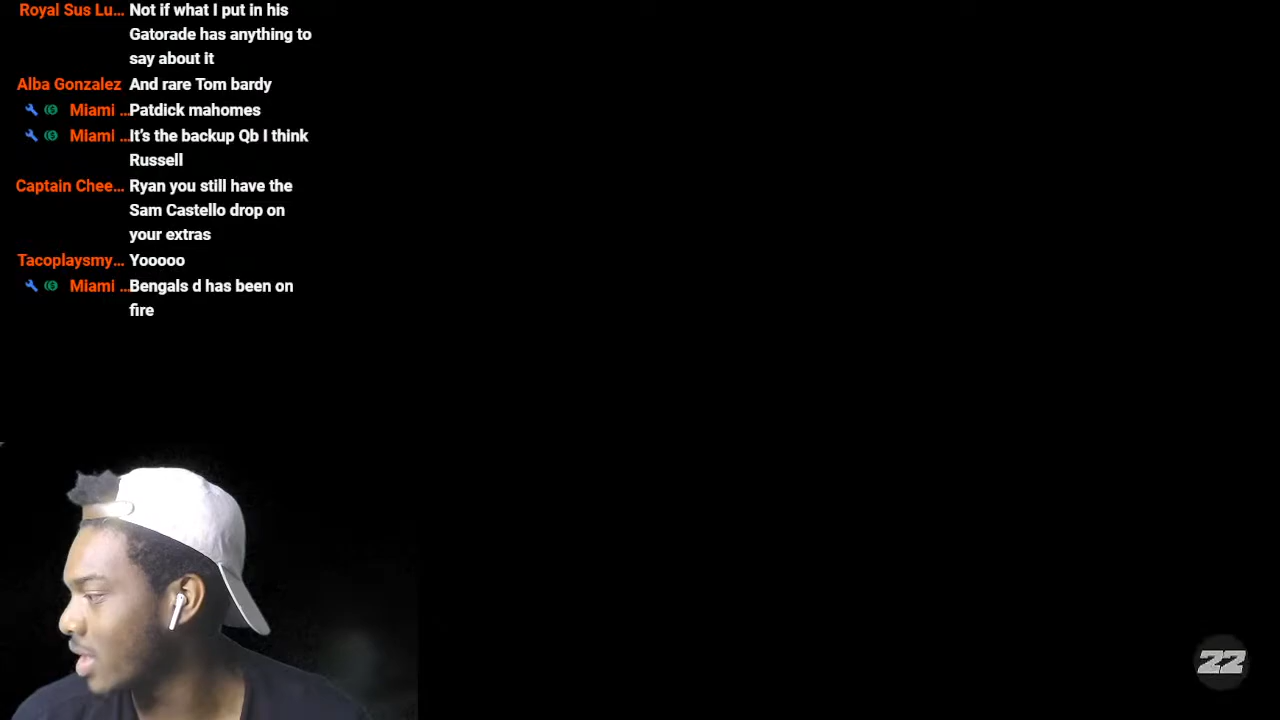 Royal Sus Lu... Not if what I put in his
Gatorade has anything to
say about it
Alba Gonzalez And rare Tom bardy
Miami ... Patdick mahomes
Miami ... It's the backup Qb I think
Russell
Captain Chee... Ryan you still have the
Sam Castello drop on
your extras
Tacoplaysmy... Yooooo
Miami ... Bengals d has been on
fire
22